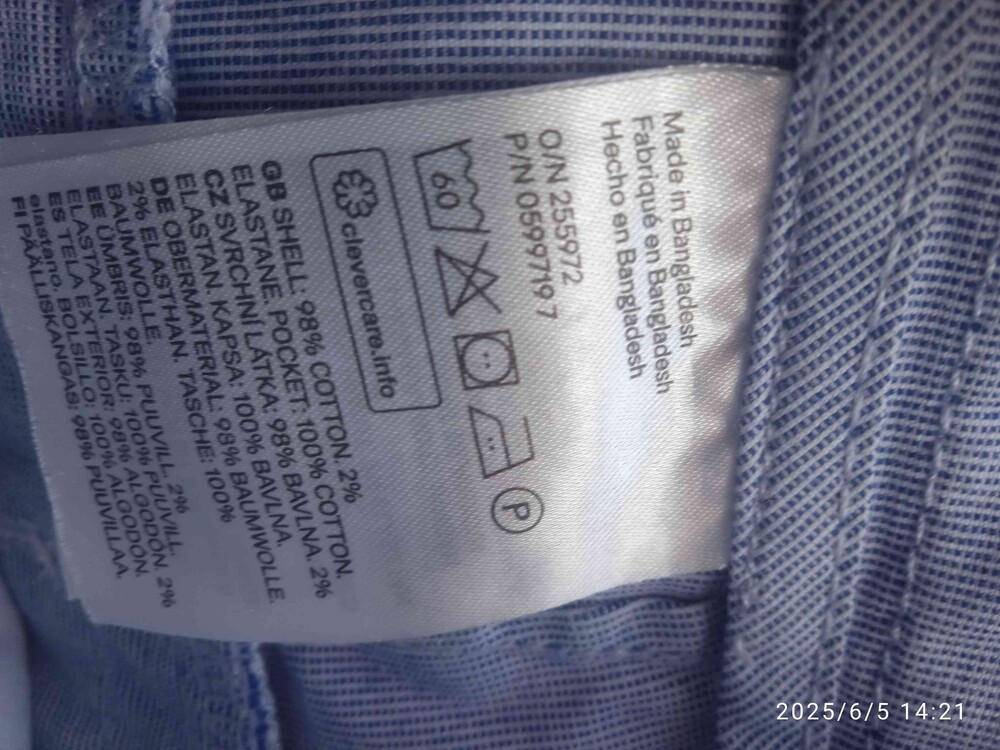 Made in Bangladesh
Fabriqué en Bangladesh
Hecho en Bangladesh
O/N 255972
P/N 05997197
60
P
clevercare.info
GB SHELL: 98% COTTON. 2%
ELASTANE. POCKET: 100% COTTON.
CZ SVRCHNÍ LÁTKA: 98% BAVLNA. 2%
ELASTAN. KAPSA: 100% BAVLNA.
DE OBERMATERIAL: 98% BAUMWOLLE.
2% ELASTHAN. TASCHE: 100%
BAUMWOLLE.
EE ÜMBRIS: 98% PUUVILL. 2%
ELASTAAN. TASKU: 100% PUUVILL.
ES TELA EXTERIOR: 98% ALGODÓN. 2%
elastano. BOLSILLO: 100% ALGODÓN.
FI PÄÄLLISKANGAS: 98% PUUVILLAA.
2025/6/5 14:21